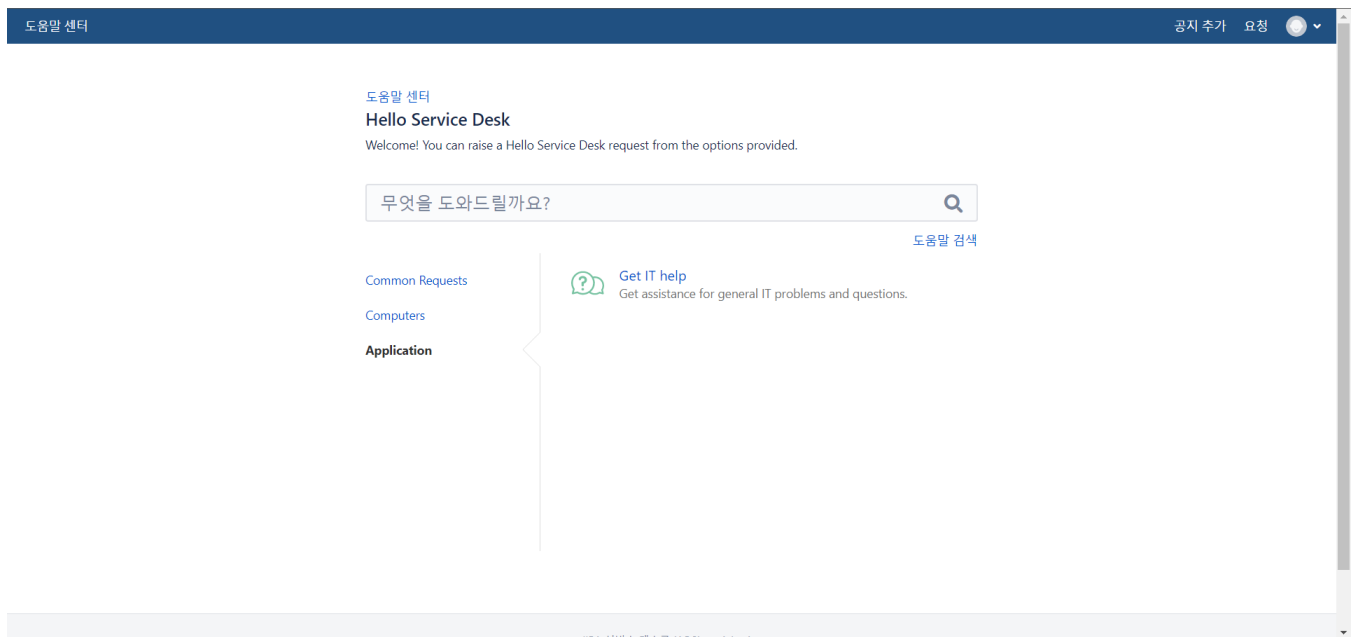 도움말 센터
공지 추가
요청
도움말 센터
Hello Service Desk
Welcome! You can raise a Hello Service Desk request from the options provided.
무엇을 도와드릴까요?
도움말 검색
Common Requests
Computers
Application
Get IT help
Get assistance for general IT problems and questions.